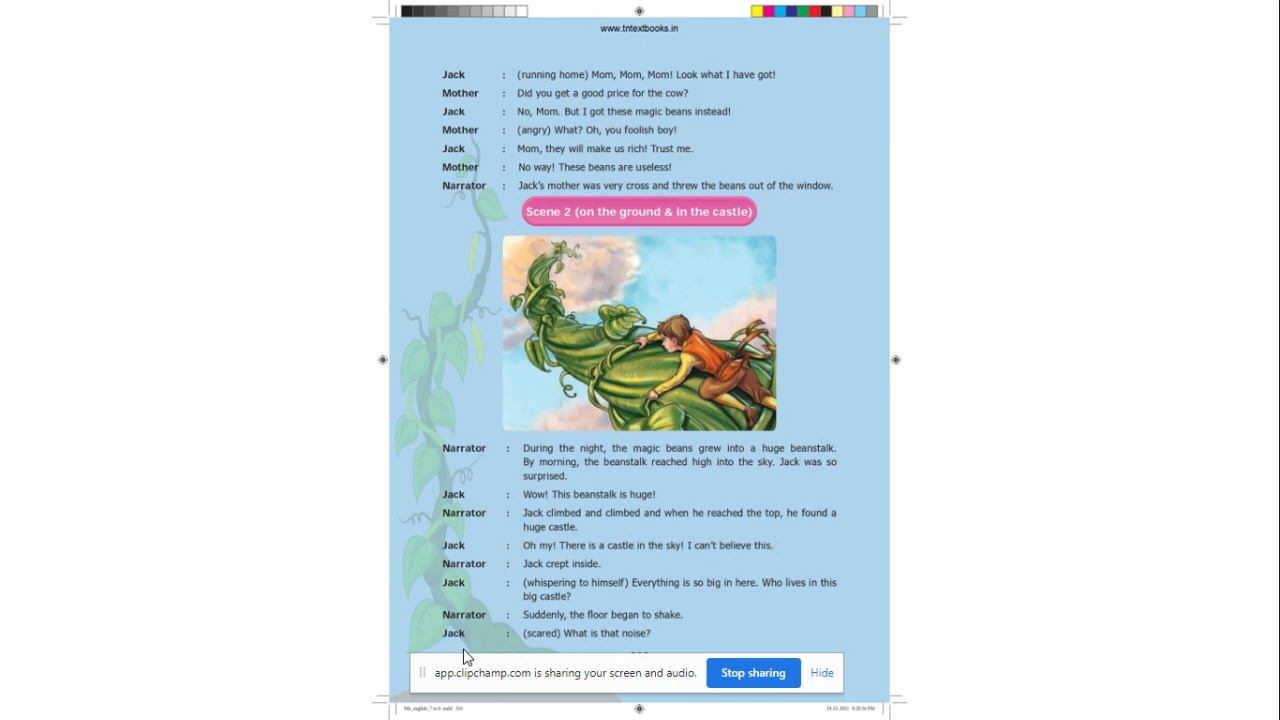 www.tntextbooks.in
Jack : (running home) Mom, Mom, Mom! Look what I have got!
Mother : Did you get a good price for the cow?
Jack : No, Mom. But I got these magic beans instead!
Mother : (angry) What? Oh, you foolish boy!
Jack : Mom, they will make us rich! Trust me.
Mother : No way! These beans are useless!
Narrator : Jack's mother was very cross and threw the beans out of the window.
Scene 2 (on the ground & in the castle)
Narrator : During the night, the magic beans grew into a huge beanstalk.
By morning, the beanstalk reached high into the sky. Jack was so
surprised.
Jack : Wow! This beanstalk is huge!
Narrator : Jack climbed and climbed and when he reached the top, he found a
huge castle.
Jack : Oh my! There is a castle in the sky! I can't believe this.
Narrator : Jack crept inside.
Jack : (whispering to himself) Everything is so big in here. Who lives in this
big castle?
Narrator : Suddenly, the floor began to shake.
Jack : (scared) What is that noise?
app.clipchamp.com is sharing your screen and audio. Stop sharing Hide